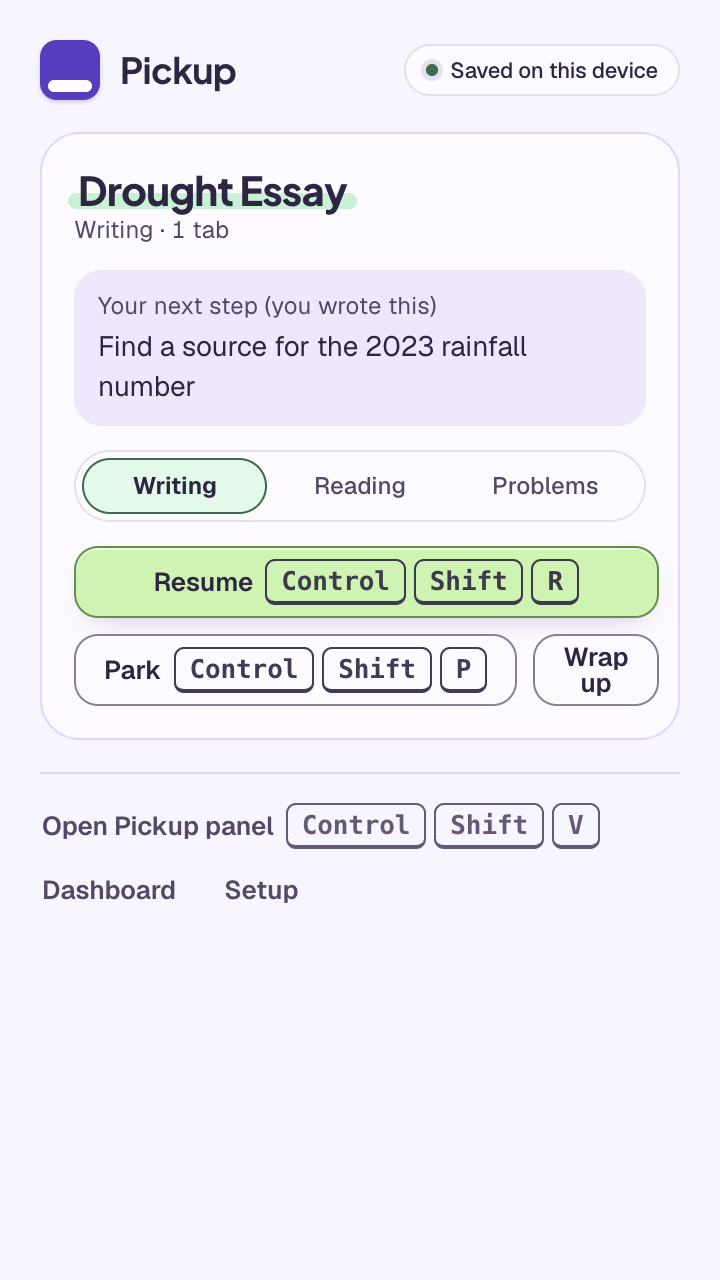 Pickup
Saved on this device
Drought Essay
Writing · 1 tab
Your next step (you wrote this)
Find a source for the 2023 rainfall
number
Writing Reading Problems
Resume Control Shift R
Park Control Shift P
Wrap
up
Open Pickup panel Control Shift V
Dashboard Setup